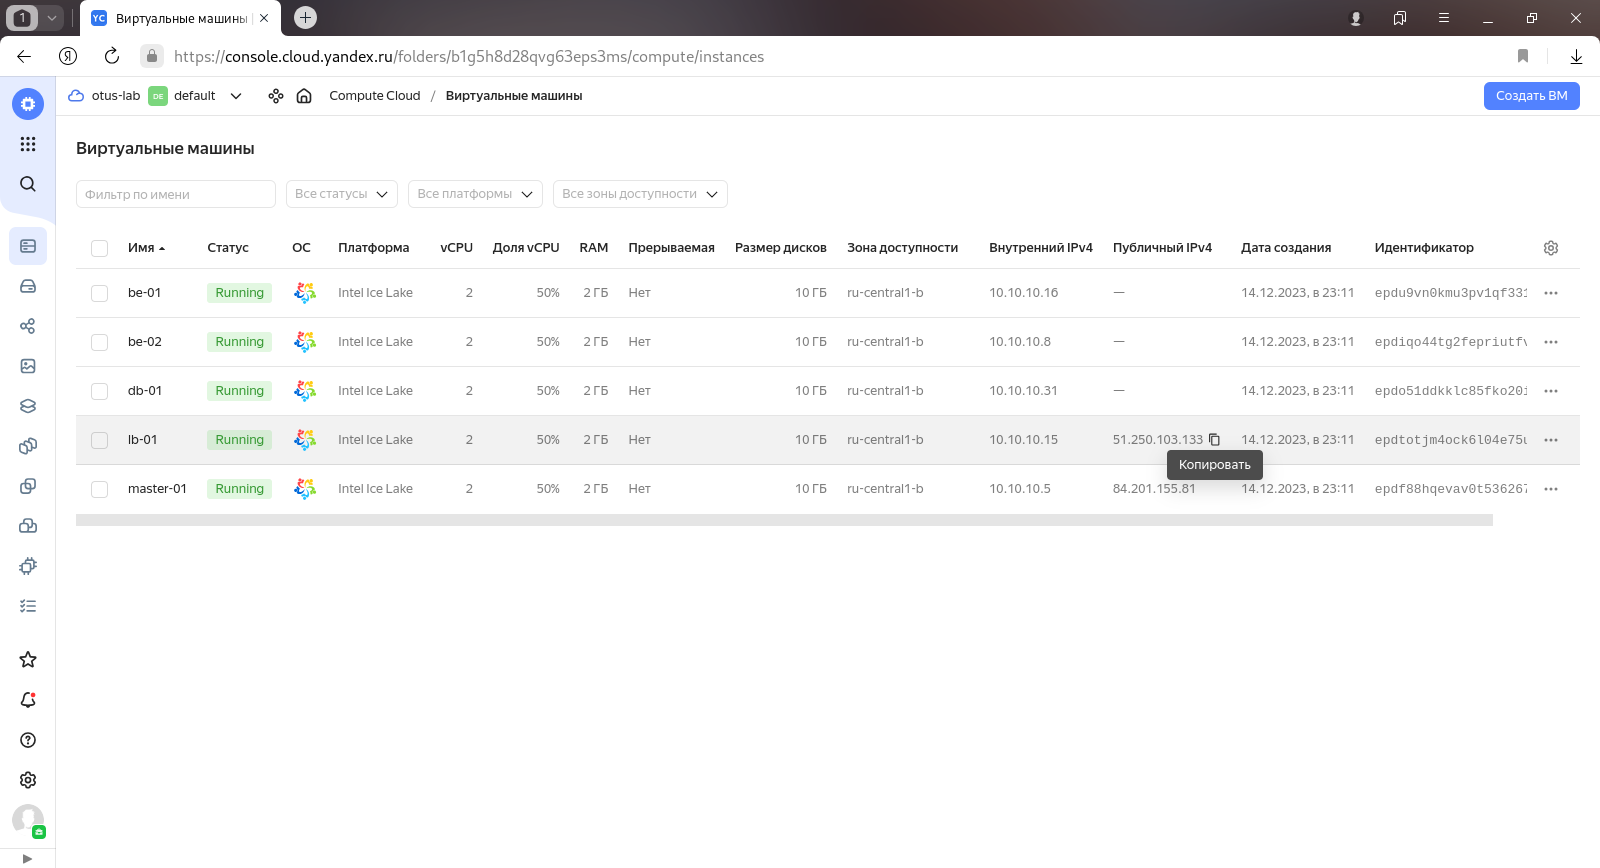 1
YC Виртуальные машины
https://console.cloud.yandex.ru/folders/b1g5h8d28qvg63eps3ms/compute/instances
otus-lab DE default Compute Cloud / Виртуальные машины Создать ВМ
Виртуальные машины
Фильтр по имени Все статусы Все платформы Все зоны доступности
Имя Статус ОС Платформа vCPU Доля vCPU RAM Прерываемая Размер дисков Зона доступности Внутренний IPv4 Публичный IPv4 Дата создания Идентификатор
be-01 Running Intel Ice Lake 2 50% 2 ГБ Нет 10 ГБ ru-central1-b 10.10.10.16 — 14.12.2023, в 23:11 epdu9vn0kmu3pv1qf331
be-02 Running Intel Ice Lake 2 50% 2 ГБ Нет 10 ГБ ru-central1-b 10.10.10.8 — 14.12.2023, в 23:11 epdiqo44tg2fepriutfv
db-01 Running Intel Ice Lake 2 50% 2 ГБ Нет 10 ГБ ru-central1-b 10.10.10.31 — 14.12.2023, в 23:11 epdo51ddkklc85fko20i
lb-01 Running Intel Ice Lake 2 50% 2 ГБ Нет 10 ГБ ru-central1-b 10.10.10.15 51.250.103.133 14.12.2023, в 23:11 epdtotjm4ock6l04e75u
Копировать
master-01 Running Intel Ice Lake 2 50% 2 ГБ Нет 10 ГБ ru-central1-b 10.10.10.5 84.201.155.81 14.12.2023, в 23:11 epdf88hqevav0t536267